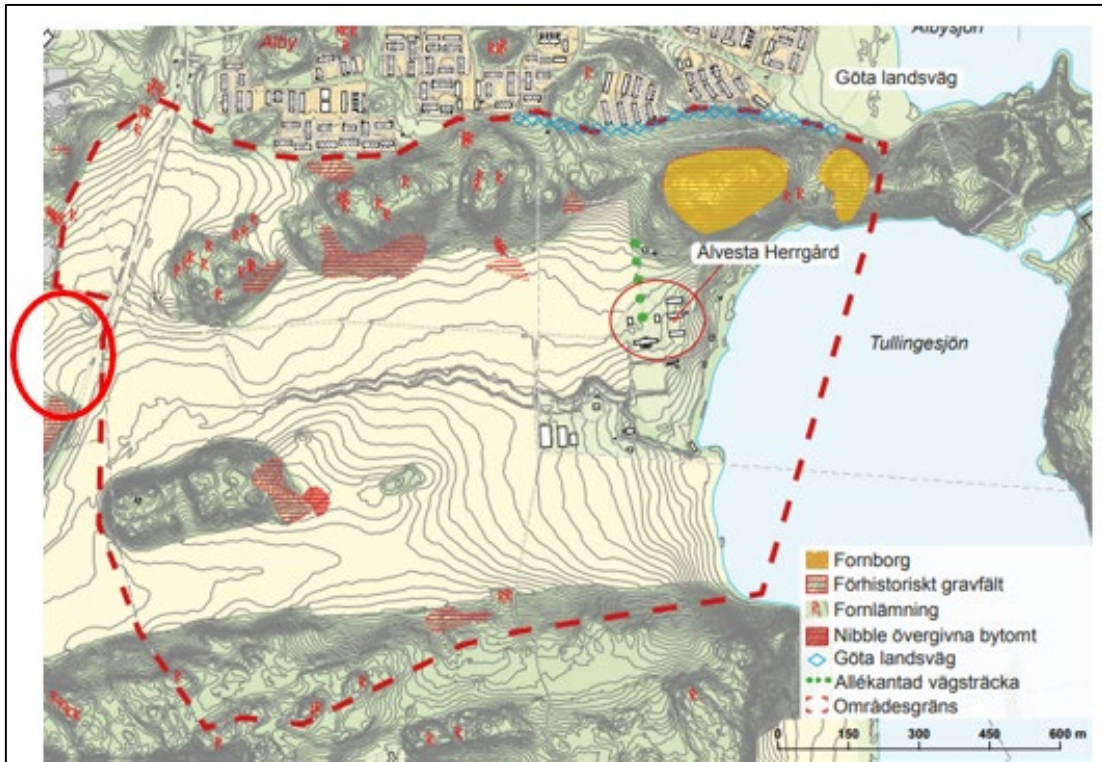 Albysjön
Alby
Göta landsväg
Alvesta Herrgård
Tullingesjön
Fornborg
Förhistoriskt gravfält
R Fornlämning
Nibble övergivna bytomt
Göta landsväg
Allékantad vägsträcka
Områdesgräns
0 150 300 450 600 m